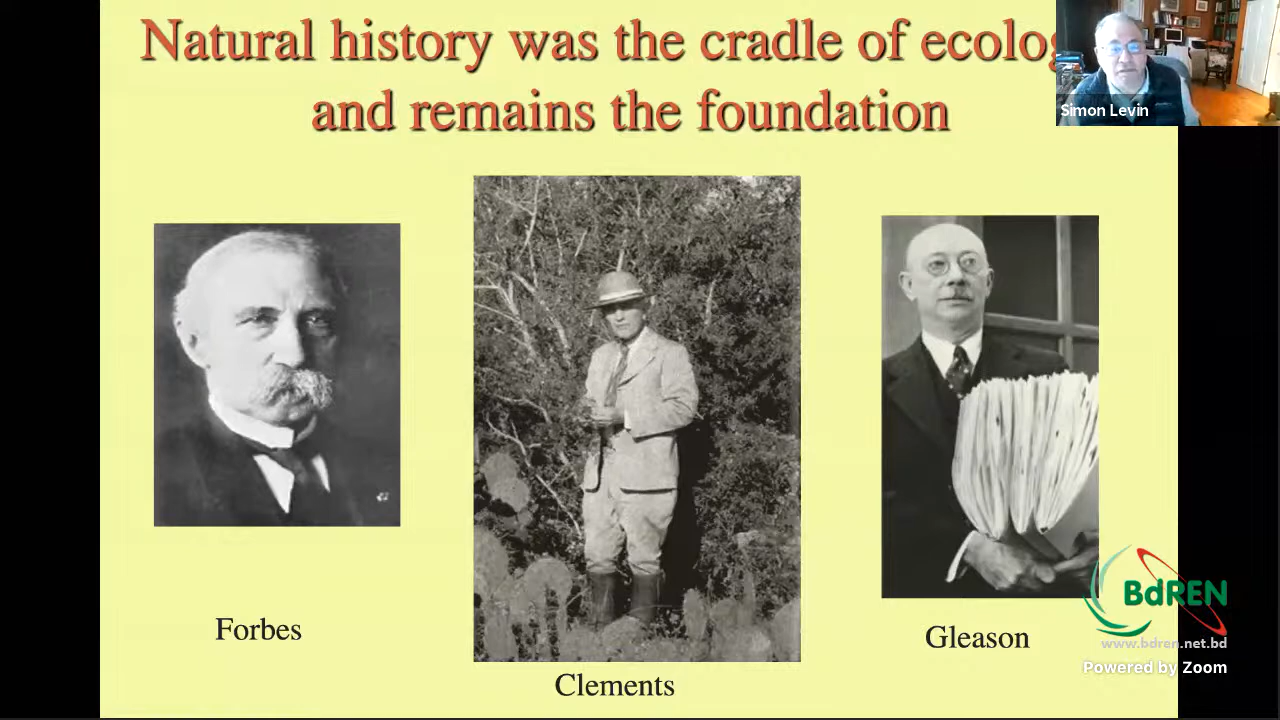 Natural history was the cradle of ecolog
and remains the foundation
Simon Levin
Forbes
Clements
Gleason
BdREN
www.bdren.net.bd
Powered by Zoom